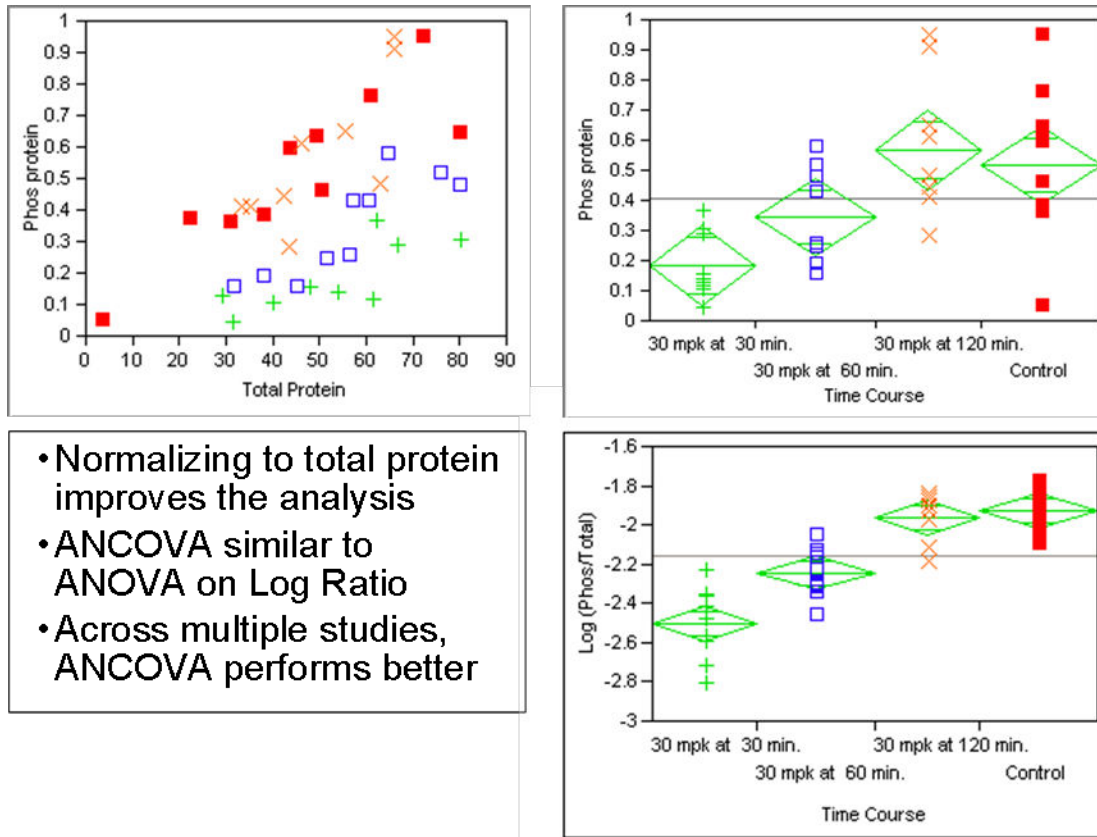 1
0.9
0.8
0.7
0.6
0.5
0.4
0.3
0.2
0.1
0
Phos protein
0 10 20 30 40 50 60 70 80 90
Total Protein
1
0.9
0.8
0.7
0.6
0.5
0.4
0.3
0.2
0.1
0
Phos protein
30 mpk at 30 min. 30 mpk at 120 min.
30 mpk at 60 min. Control
Time Course
•Normalizing to total protein
improves the analysis
•ANCOVA similar to
ANOVA on Log Ratio
•Across multiple studies,
ANCOVA performs better
-1.6
-1.8
-2
-2.2
-2.4
-2.6
-2.8
-3
Log (Phos/Total)
30 mpk at 30 min. 30 mpk at 120 min.
30 mpk at 60 min. Control
Time Course